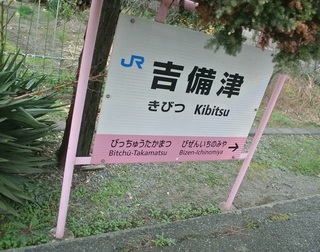 JR 吉備津
きびつ Kibitsu
びっちゅうたかまつ びぜんいちのみや
Bitchū-Takamatsu Bizen-Ichinomiya →